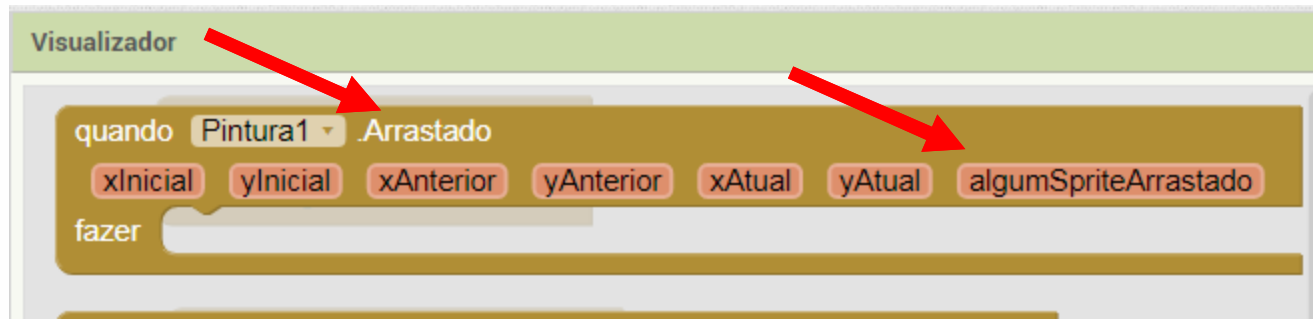 Visualizador
quando Pintura1 .Arrastado
xInicial yInicial xAnterior yAnterior xAtual yAtual algumSpriteArrastado
fazer